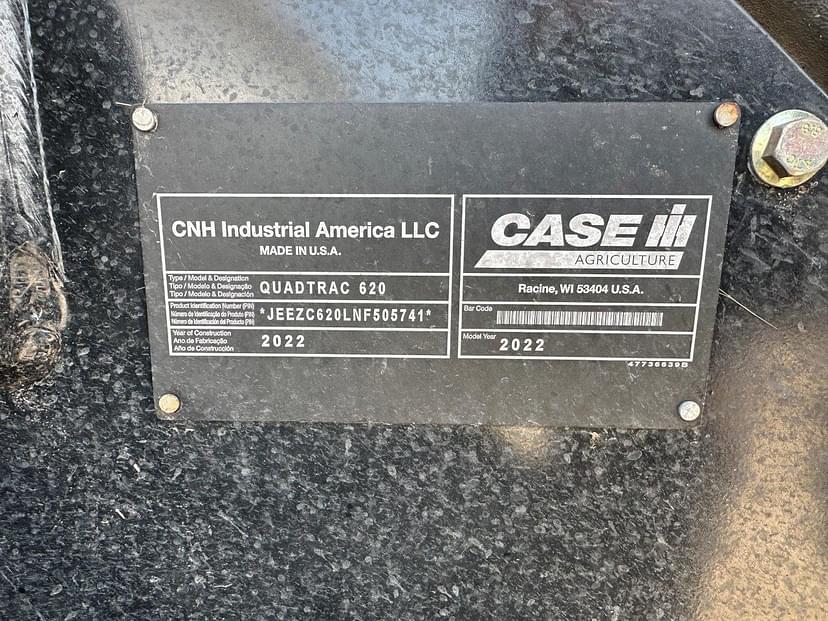 CNH Industrial America LLC
MADE IN U.S.A.
Type / Model & Designation
Tipo / Modelo & Designação
Tipo / Modelo & Designación
QUADTRAC 620
Product Identification Number (PIN)
Número de Identificação do Produto (PIN)
Número de Identificación del Producto (PIN)
*JEEZC620LNF505741*
Year of Construction
Ano de Fabricação
Año de Construcción
2022
CASE IH
AGRICULTURE
Racine, WI 53404 U.S.A.
Bar Code
Model Year
2022
47736639B